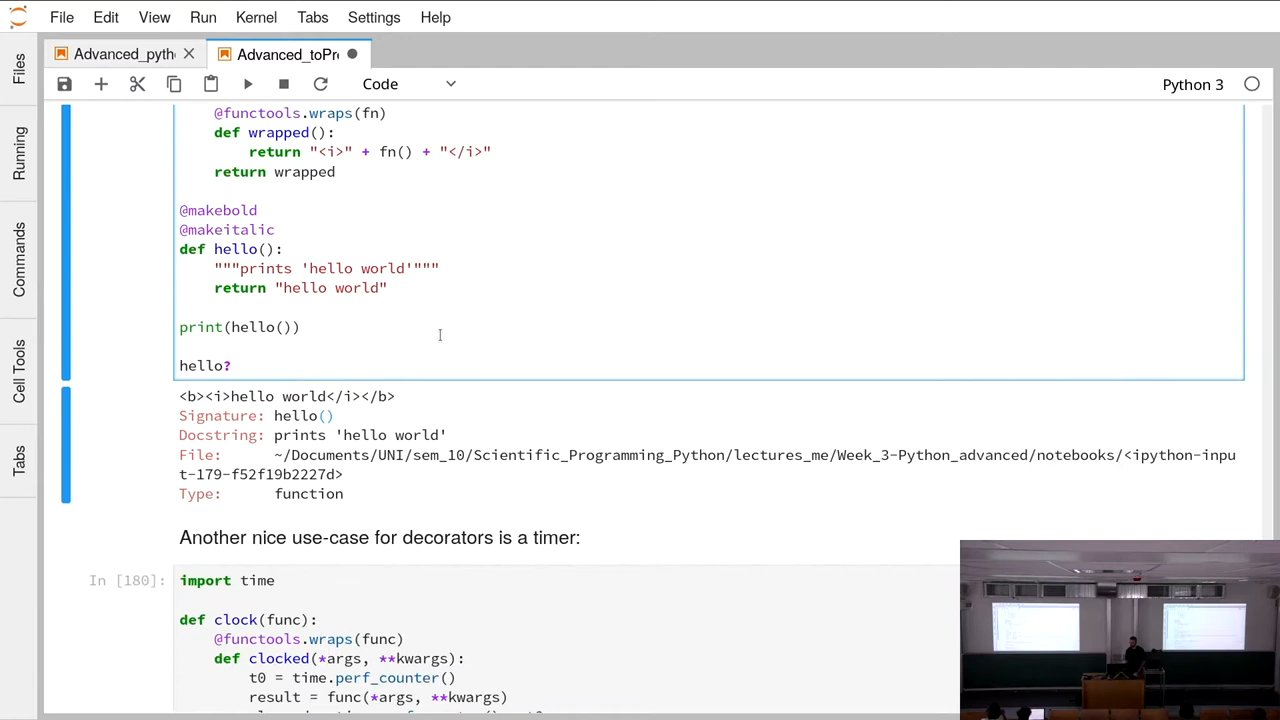 File Edit View Run Kernel Tabs Settings Help
Files
Running
Commands
Cell Tools
Tabs
Advanced_pyth
Advanced_toPr
Code
Python 3
@functools.wraps(fn)
def wrapped():
return "<i>" + fn() + "</i>"
return wrapped
@makebold
@makeitalic
def hello():
"""prints 'hello world'"""
return "hello world"
print(hello())
hello?
<b><i>hello world</i></b>
Signature: hello()
Docstring: prints 'hello world'
File: ~/Documents/UNI/sem_10/Scientific_Programming_Python/lectures_me/Week_3-Python_advanced/notebooks/<ipython-inpu
t-179-f52f19b2227d>
Type: function
Another nice use-case for decorators is a timer:
In [180]:
import time
def clock(func):
@functools.wraps(func)
def clocked(*args, **kwargs):
t0 = time.perf_counter()
result = func(*args, **kwargs)